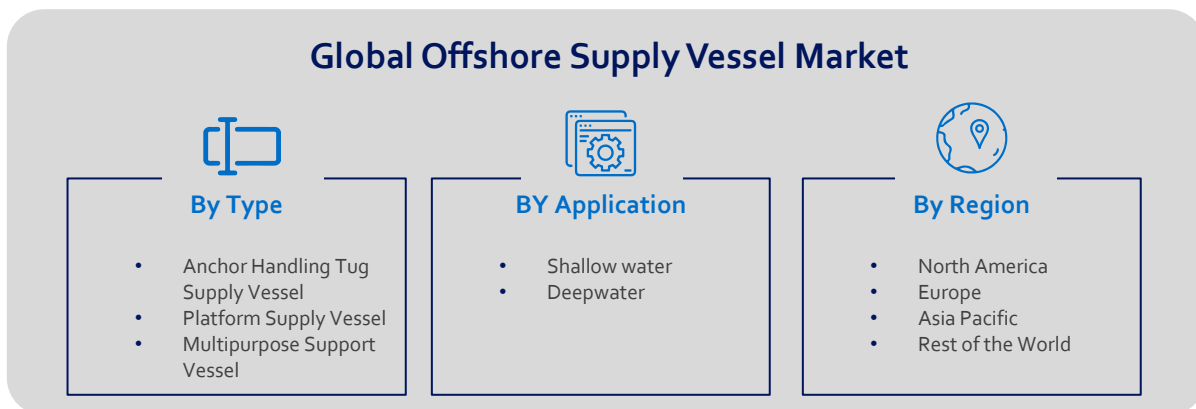 Global Offshore Supply Vessel Market
By Type
• Anchor Handling Tug
Supply Vessel
• Platform Supply Vessel
• Multipurpose Support
Vessel
BY Application
• Shallow water
• Deepwater
By Region
• North America
• Europe
• Asia Pacific
• Rest of the World